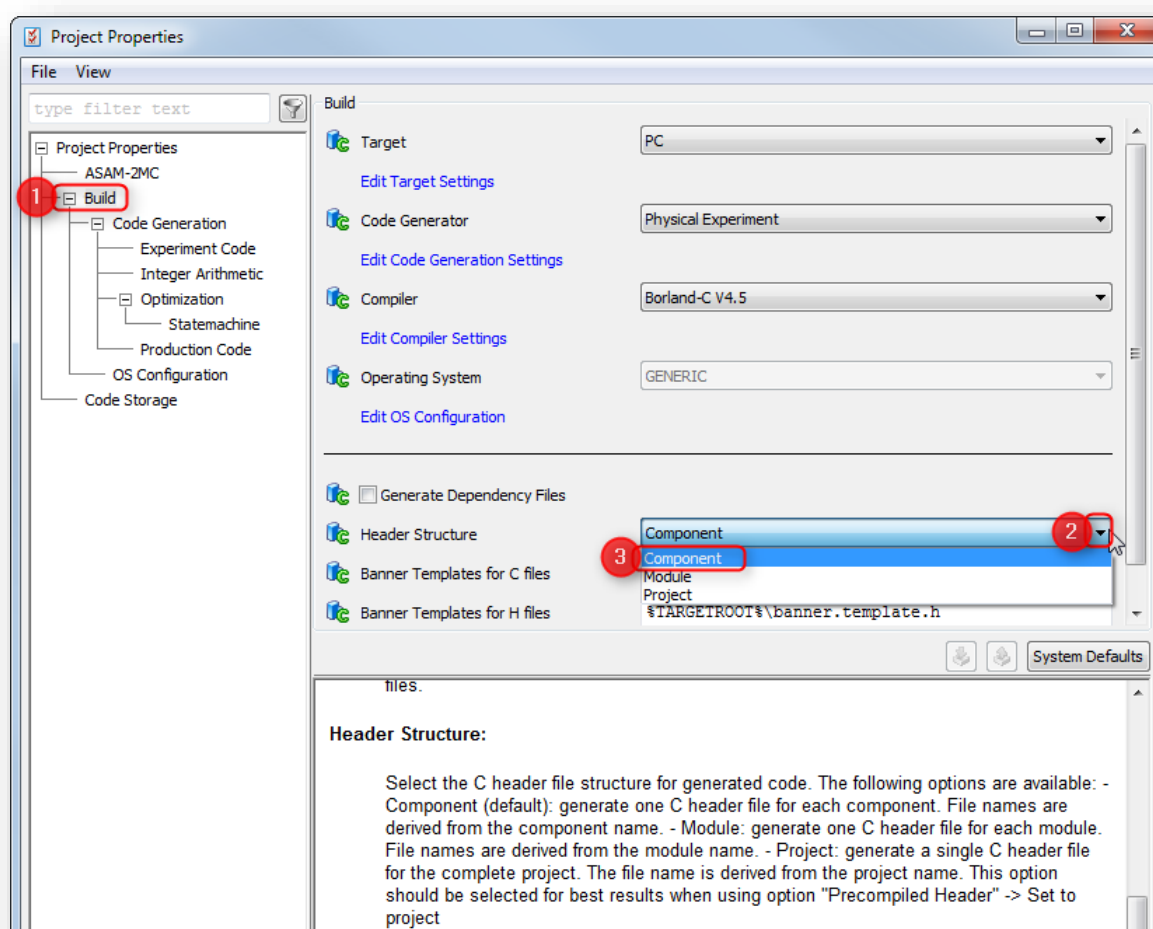 Project Properties
File View
type filter text
Project Properties
ASAM-2MC
1
Build
Code Generation
Experiment Code
Integer Arithmetic
Optimization
Statemachine
Production Code
OS Configuration
Code Storage
Build
Target PC
Edit Target Settings
Code Generator Physical Experiment
Edit Code Generation Settings
Compiler Borland-C V4.5
Edit Compiler Settings
Operating System GENERIC
Edit OS Configuration
Generate Dependency Files
Header Structure Component 2
3 Component
Banner Templates for C files Module
Project
Banner Templates for H files %TARGETROOT%\banner.template.h
System Defaults
files.
Header Structure:
Select the C header file structure for generated code. The following options are available: -
Component (default): generate one C header file for each component. File names are
derived from the component name. - Module: generate one C header file for each module.
File names are derived from the module name. - Project: generate a single C header file
for the complete project. The file name is derived from the project name. This option
should be selected for best results when using option "Precompiled Header" -> Set to
project